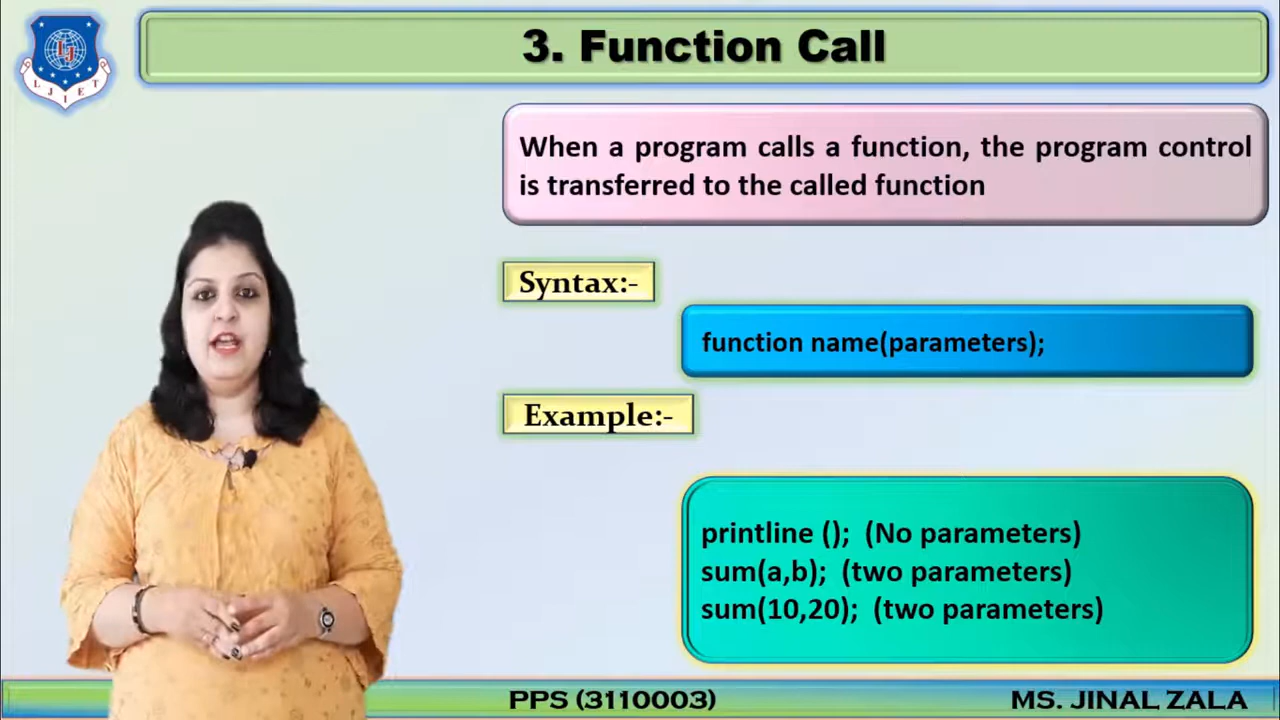 3. Function Call
LJIET
When a program calls a function, the program control
is transferred to the called function
Syntax:-
function name(parameters);
Example:-
printline (); (No parameters)
sum(a,b); (two parameters)
sum(10,20); (two parameters)
PPS (3110003)
MS. JINAL ZALA